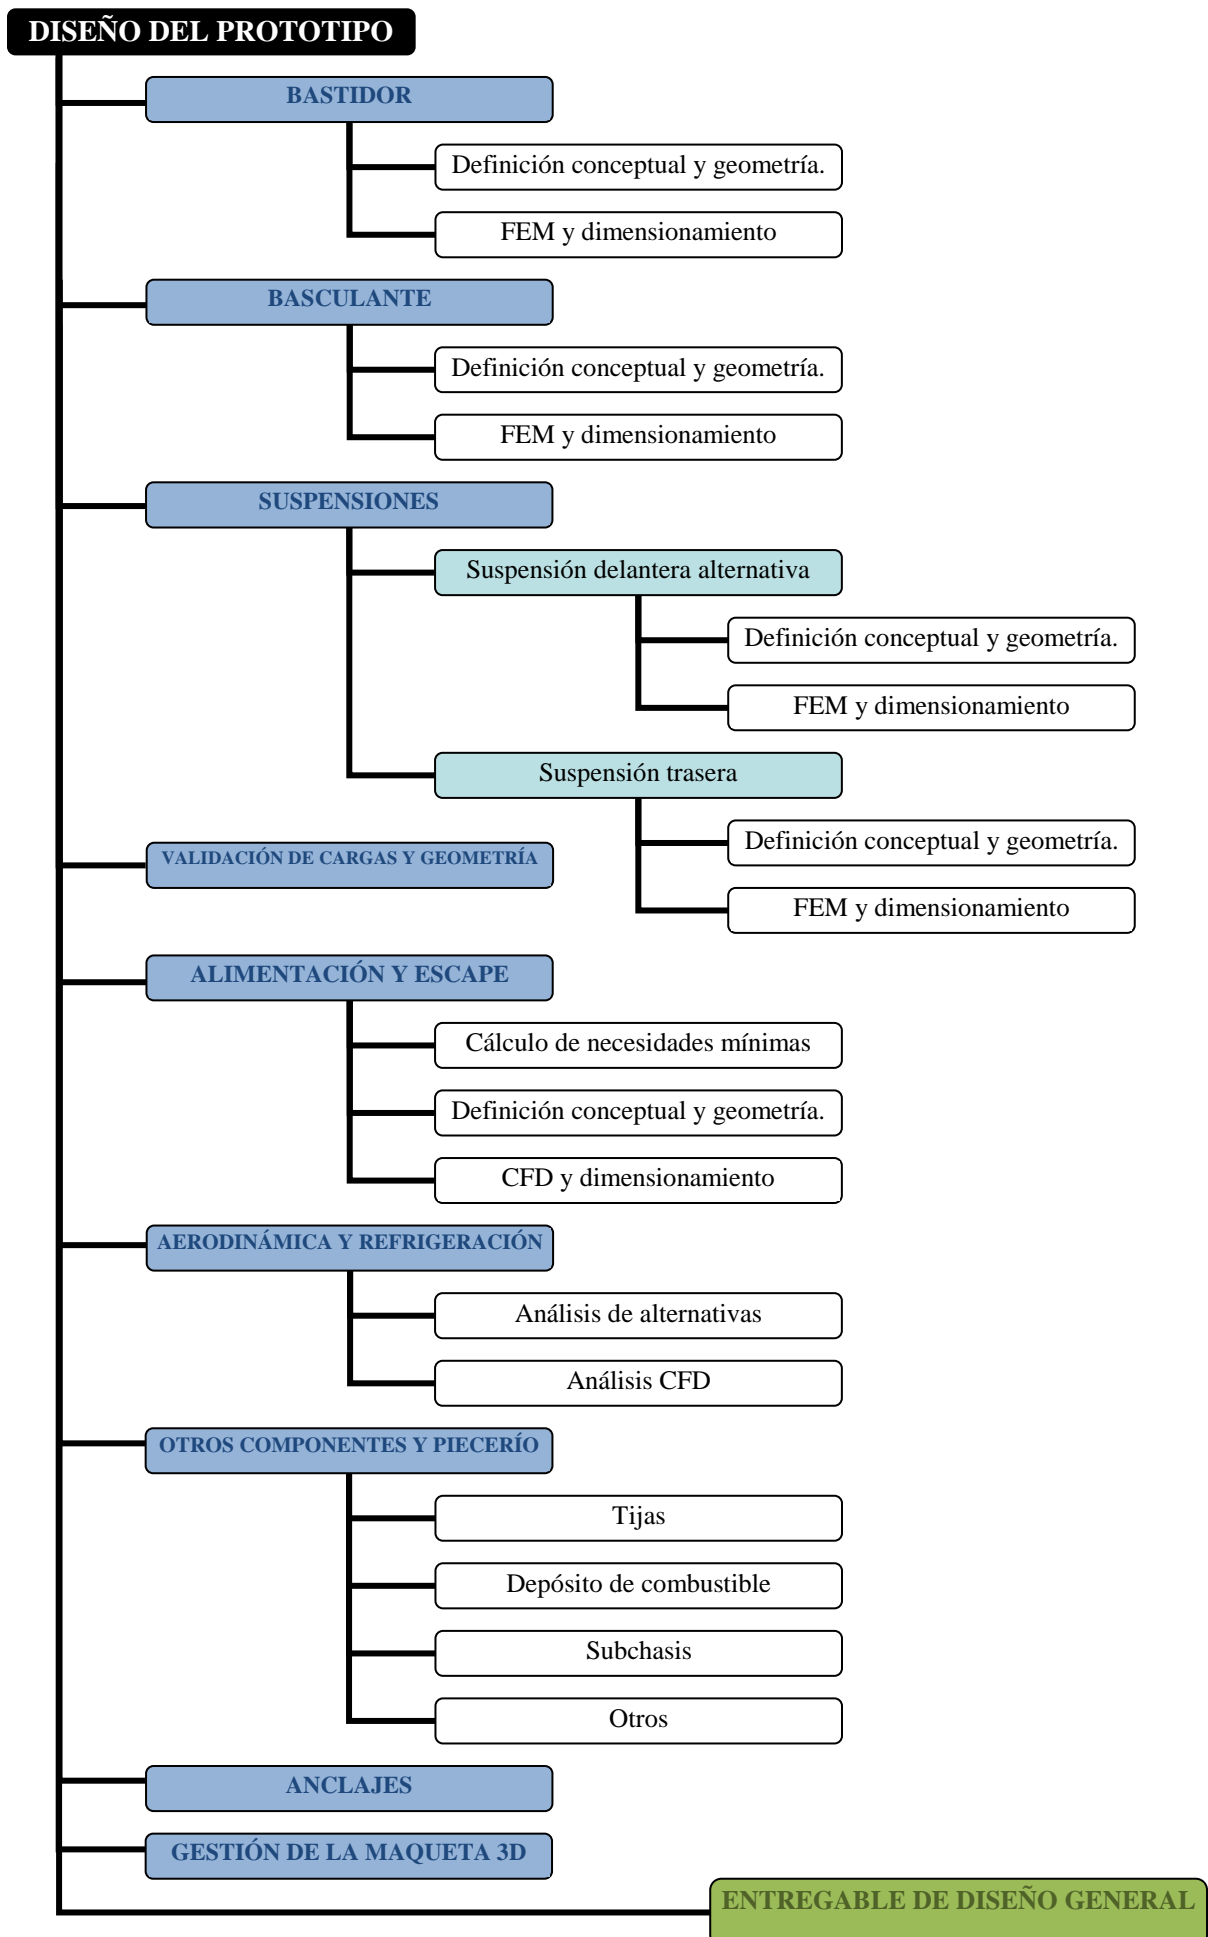 DISEÑO DEL PROTOTIPO
BASTIDOR
Definición conceptual y geometría.
FEM y dimensionamiento
BASCULANTE
Definición conceptual y geometría.
FEM y dimensionamiento
SUSPENSIONES
Suspensión delantera alternativa
Definición conceptual y geometría.
FEM y dimensionamiento
Suspensión trasera
Definición conceptual y geometría.
FEM y dimensionamiento
VALIDACIÓN DE CARGAS Y GEOMETRÍA
ALIMENTACIÓN Y ESCAPE
Cálculo de necesidades mínimas
Definición conceptual y geometría.
CFD y dimensionamiento
AERODINÁMICA Y REFRIGERACIÓN
Análisis de alternativas
Análisis CFD
OTROS COMPONENTES Y PIECERÍO
Tijas
Depósito de combustible
Subchasis
Otros
ANCLAJES
GESTIÓN DE LA MAQUETA 3D
ENTREGABLE DE DISEÑO GENERAL